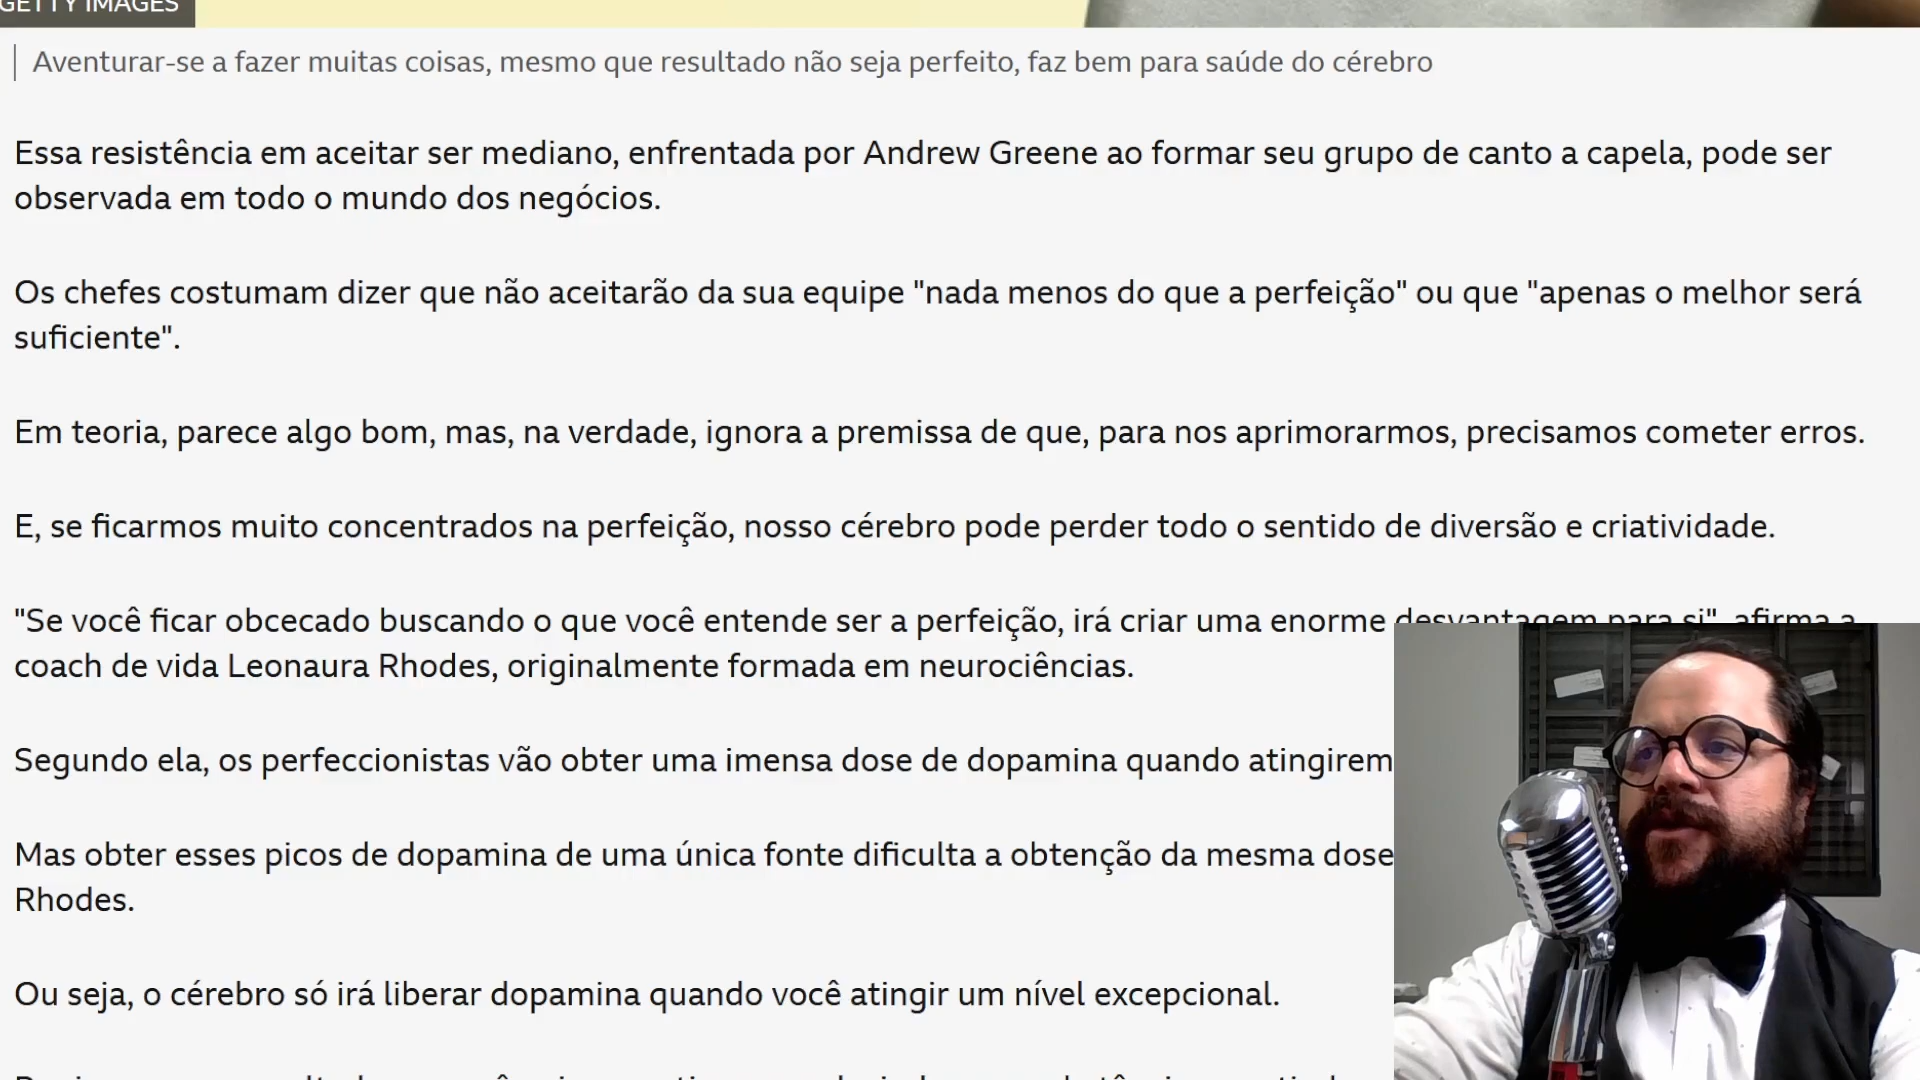 GETTY IMAGES
Aventurar-se a fazer muitas coisas, mesmo que resultado não seja perfeito, faz bem para saúde do cérebro
Essa resistência em aceitar ser mediano, enfrentada por Andrew Greene ao formar seu grupo de canto a capela, pode ser
observada em todo o mundo dos negócios.
Os chefes costumam dizer que não aceitarão da sua equipe "nada menos do que a perfeição" ou que "apenas o melhor será
suficiente".
Em teoria, parece algo bom, mas, na verdade, ignora a premissa de que, para nos aprimorarmos, precisamos cometer erros.
E, se ficarmos muito concentrados na perfeição, nosso cérebro pode perder todo o sentido de diversão e criatividade.
"Se você ficar obcecado buscando o que você entende ser a perfeição, irá criar uma enorme desvantagem para si", afirma a
coach de vida Leonaura Rhodes, originalmente formada em neurociências.
Segundo ela, os perfeccionistas vão obter uma imensa dose de dopamina quando atingirem
Mas obter esses picos de dopamina de uma única fonte dificulta a obtenção da mesma dose
Rhodes.
Ou seja, o cérebro só irá liberar dopamina quando você atingir um nível excepcional.